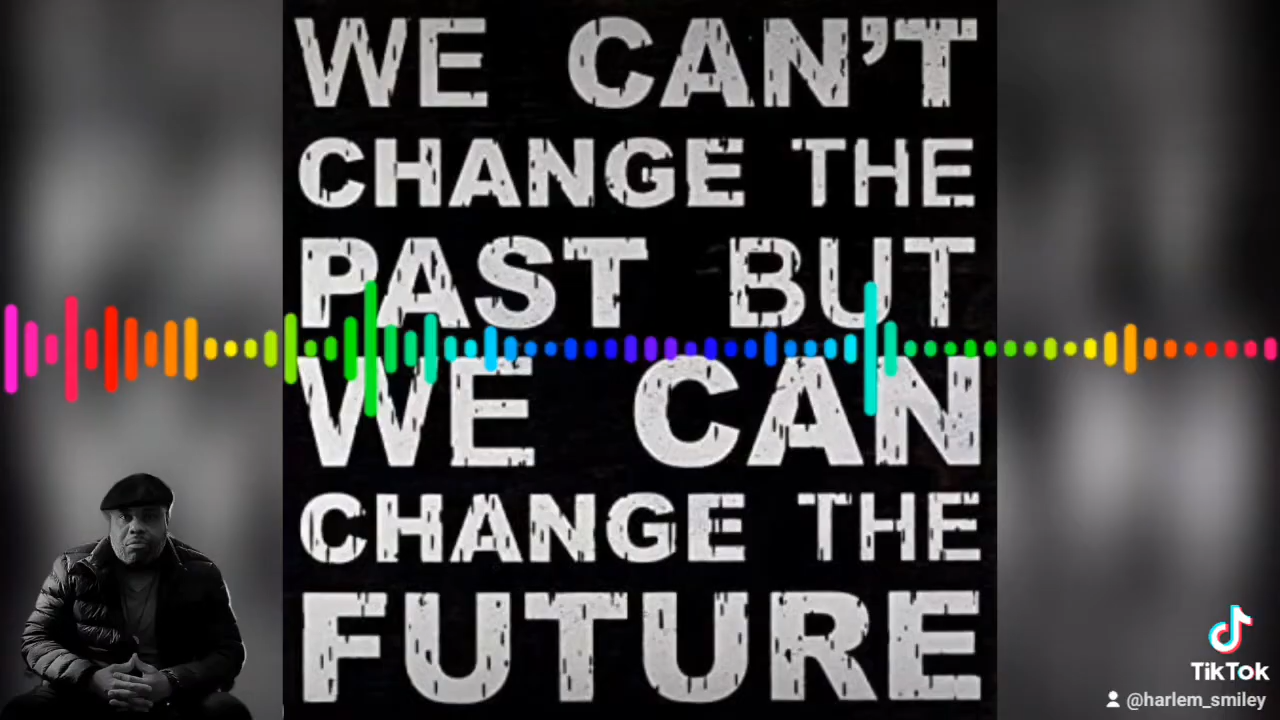 WE CAN'T
CHANGE THE
PAST BUT
WE CAN
CHANGE THE
FUTURE
TikTok
@harlem_smiley